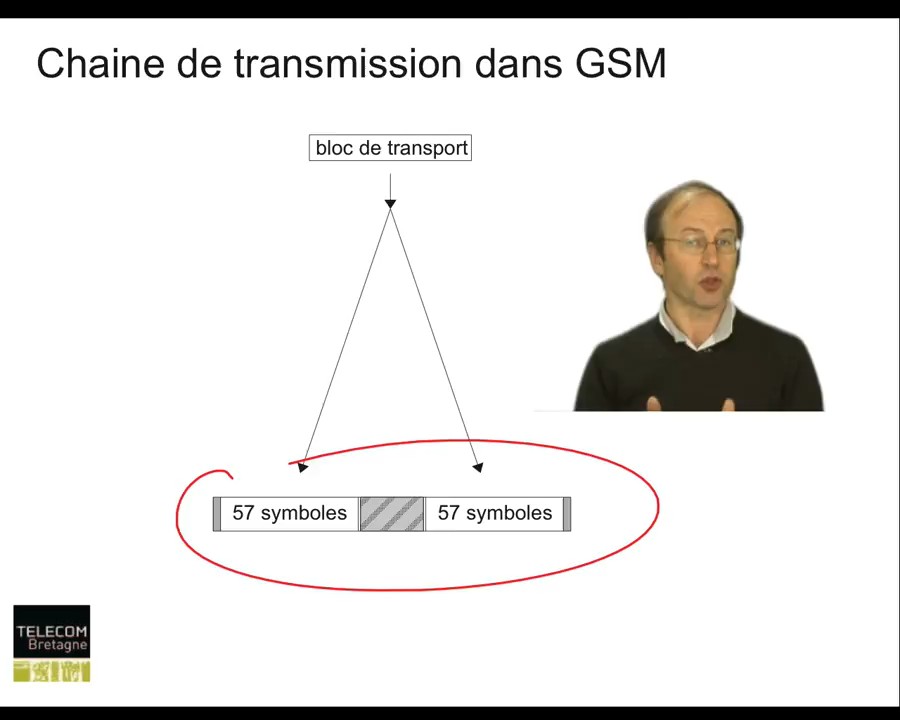 Chaine de transmission dans GSM
bloc de transport
57 symboles
57 symboles
TELECOM
Bretagne